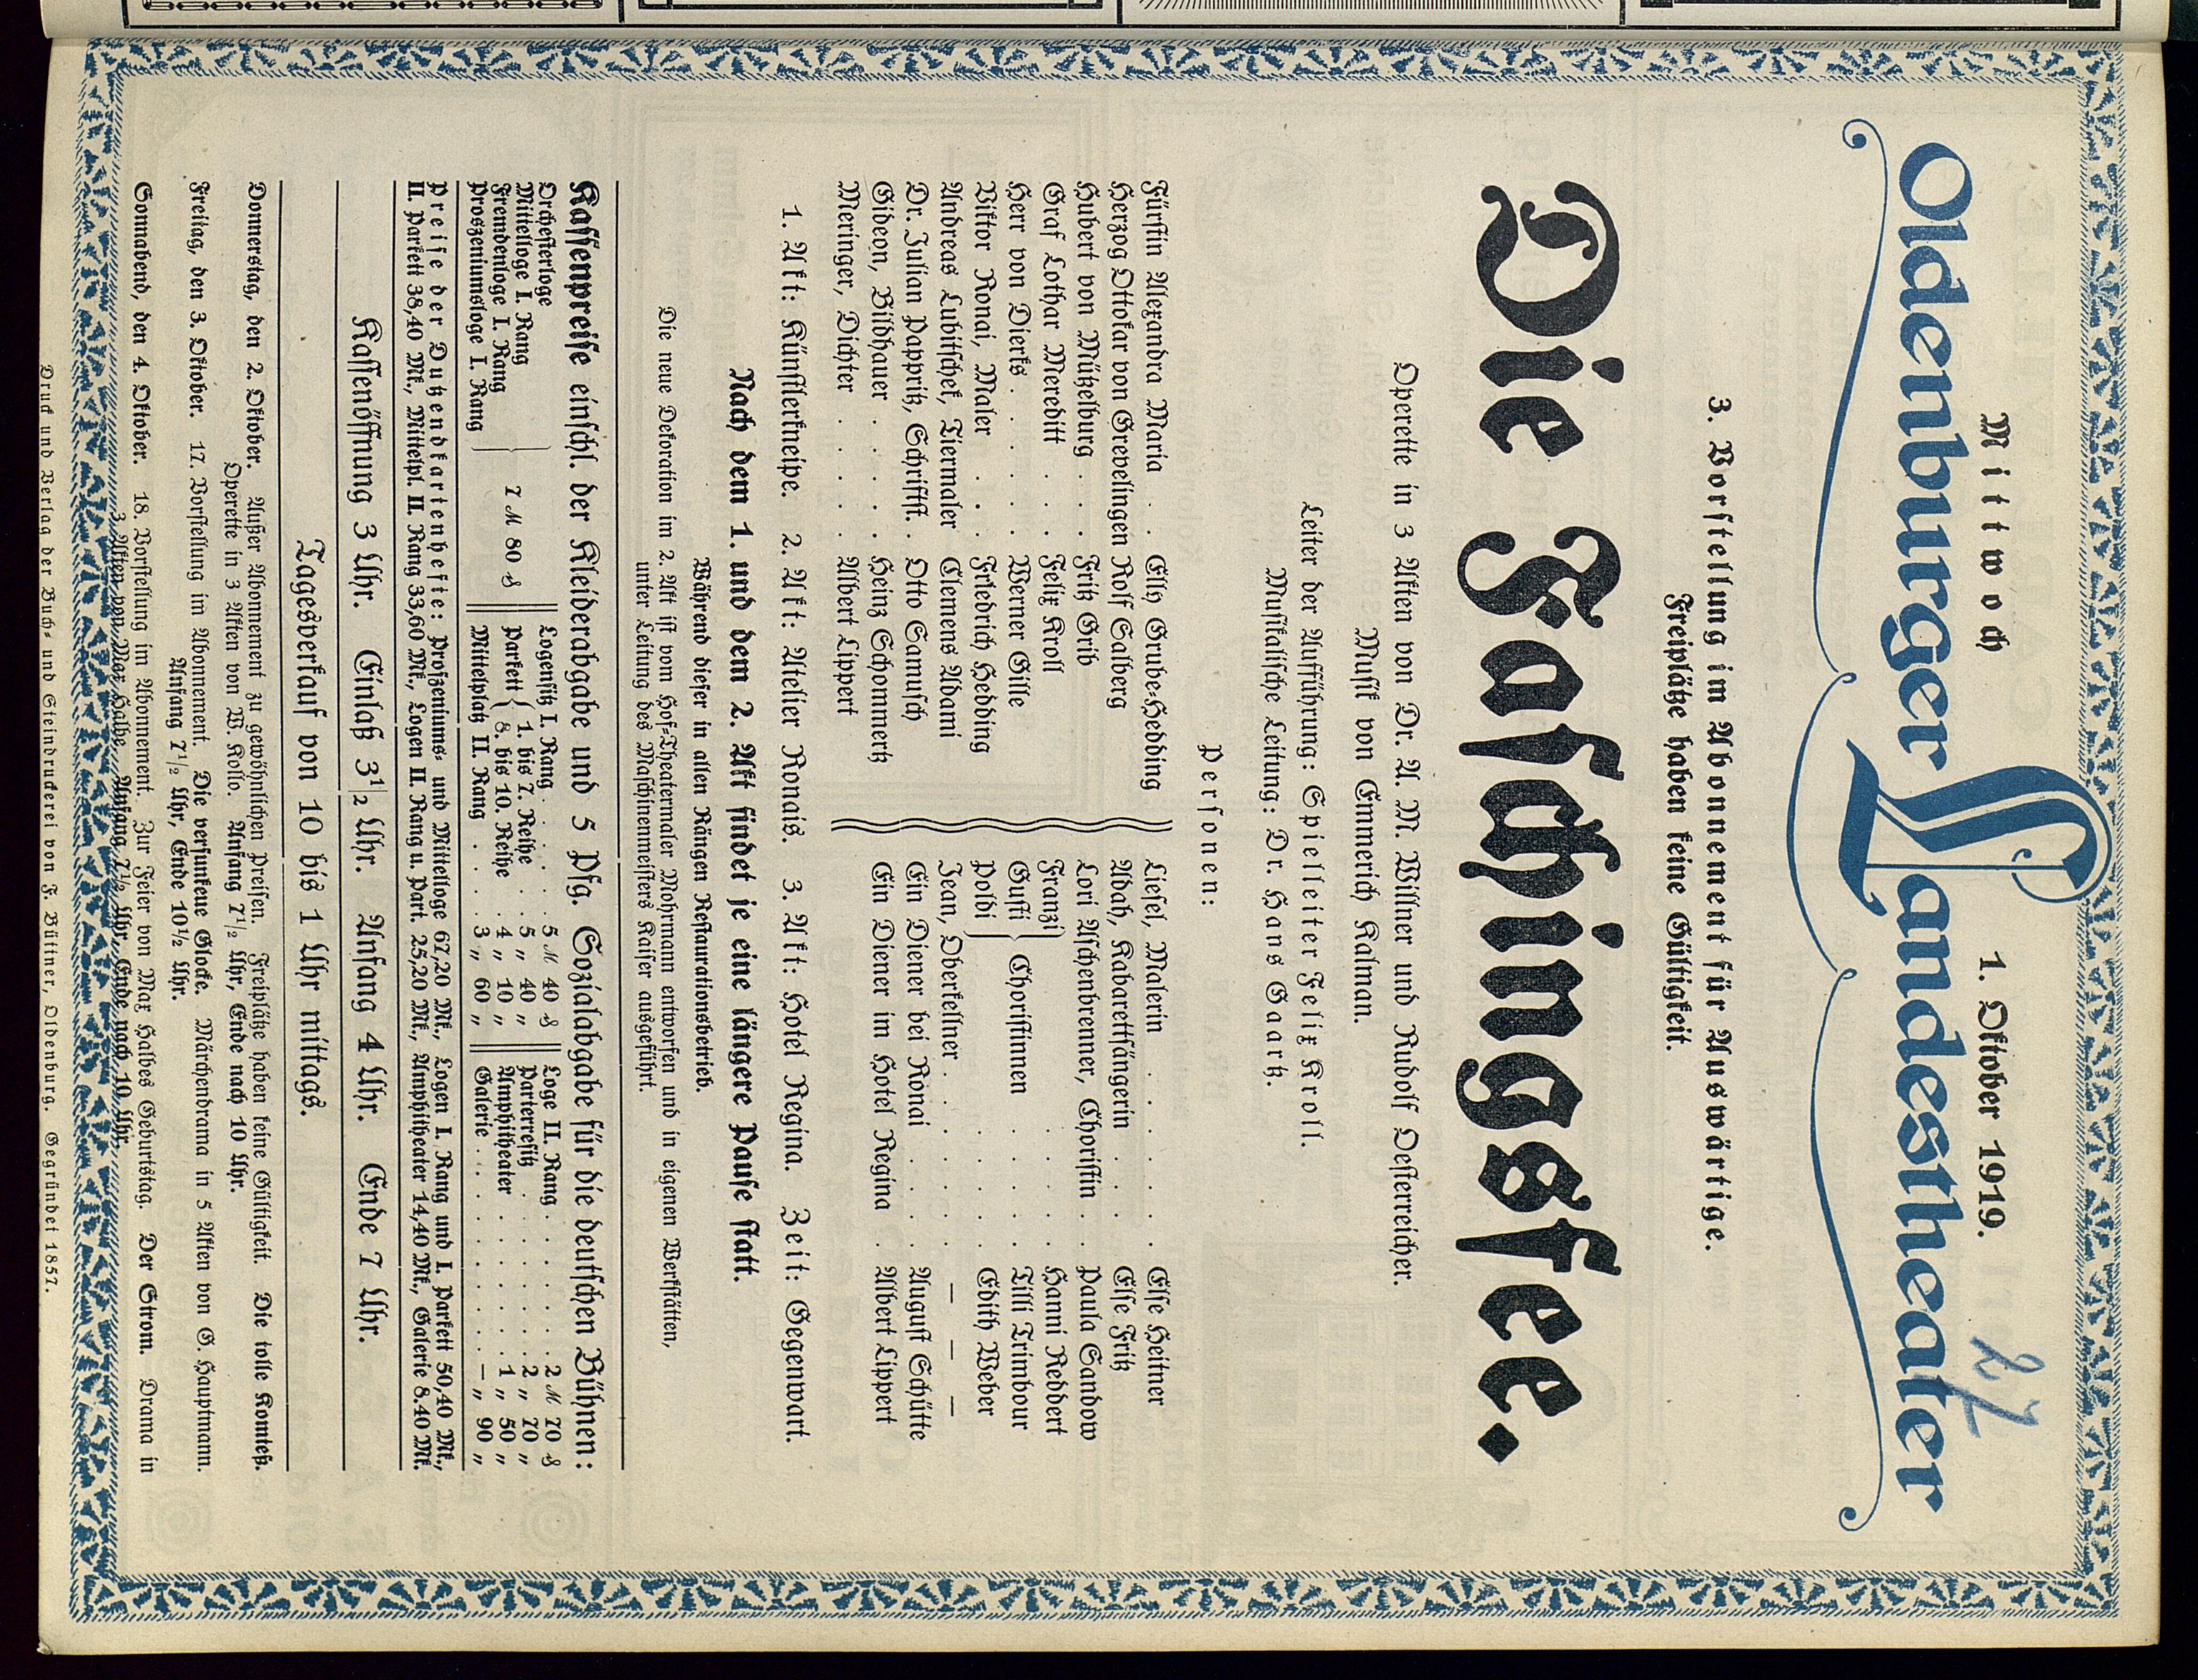 Mittwoch 1. Oktober 1919.
27
Oldenburger Landestheater
3. Vorstellung im Abonnement für Auswärtige.
Freiplätze haben keine Gültigkeit.
Die Faschingsfee.
Operette in 3 Akten von Dr. A. M. Willner und Rudolf Oesterreicher.
Musik von Emmerich Kalman.
Leiter der Aufführung: Spielleiter Felix Kroll.
Musikalische Leitung: Dr. Hans Gaartz.
Personen:
Fürstin Alexandra Maria . . Elly Grube-Hedding
Herzog Ottokar von Grevelingen Rolf Salberg
Hubert von Mützelburg . . . Fritz Grib
Graf Lothar Mereditt . . . . Felix Kroll
Herr von Dierks . . . . . . Werner Gille
Viktor Ronai, Maler . . . . Friedrich Hedding
Andreas Lubitschek, Tiermaler Clemens Adami
Dr. Julian Pappritz, Schriftst. . Otto Samusch
Gideon, Bildhauer . . . . . Heinz Schommertz
Meringer, Dichter . . . . . Albert Lippert
Liesel, Malerin . . . . . . . Else Heitner
Adah, Kabarettsängerin . . . . Else Fritz
Lori Aschenbrenner, Choristin . . Paula Sandow
Franzi } . . . . . Hanni Reddert
Gusti } Choristinnen . . . . . Tilli Trimbour
Poldi } . . . . . Edith Weber
Jean, Oberkellner . . . . . . — — —
Ein Diener bei Ronai . . . . August Schütte
Ein Diener im Hotel Regina . . Albert Lippert
1. Akt: Künstlerkneipe. 2. Akt: Atelier Ronais. 3. Akt: Hotel Regina. Zeit: Gegenwart.
Nach dem 1. und dem 2. Akt findet je eine längere Pause statt.
Während dieser in allen Rängen Restaurationsbetrieb.
Die neue Dekoration im 2. Akt ist vom Hof-Theatermaler Mohrmann entworfen und in eigenen Werkstätten,
unter Leitung des Maschinenmeisters Kaiser ausgeführt.
Kassenpreise einschl. der Kleiderabgabe und 5 Pfg. Sozialabgabe für die deutschen Bühnen:
Orchesterloge
Mittelloge I. Rang
Fremdenloge I. Rang
Proszeniumsloge I. Rang
} 7 M 80 ₰
Logensitz I. Rang . . . . 5 M 40 ₰
Parkett { 1. bis 7. Reihe . . 5 „ 40 „
8. bis 10. Reihe . 4 „ 10 „
Mittelplatz II. Rang . . . . 3 „ 60 „
Loge II. Rang . . . . . . 2 M 70 ₰
Parterresitz . . . . . . . 2 „ 70 „
Amphitheater . . . . . . 1 „ 50 „
Galerie . . . . . . . . — „ 90 „
Preise der Dutzendkartenhefte: Proszeniums- und Mittelloge 67,20 Mk., Logen I. Rang und I. Parkett 50,40 Mk.,
II. Parkett 38,40 Mk., Mittelpl. II. Rang 33,60 Mk., Logen II. Rang u. Part. 25,20 Mk., Amphitheater 14,40 Mk., Galerie 8.40 Mk.
Kassenöffnung 3 Uhr. Einlaß 3½ Uhr. Anfang 4 Uhr. Ende 7 Uhr.
Tagesverkauf von 10 bis 1 Uhr mittags.
Donnerstag, den 2. Oktober. Außer Abonnement zu gewöhnlichen Preisen. Freiplätze haben keine Gültigkeit. Die tolle Komteß.
Operette in 3 Akten von W. Kollo. Anfang 7½ Uhr, Ende nach 10 Uhr.
Freitag, den 3. Oktober. 17. Vorstellung im Abonnement. Die versunkene Glocke. Märchendrama in 5 Akten von G. Hauptmann.
Anfang 7½ Uhr, Ende 10½ Uhr.
Sonnabend, den 4. Oktober. 18. Vorstellung im Abonnement. Zur Feier von Max Halbes Geburtstag. Der Strom. Drama in
3 Akten von Max Halbe. Anfang 7½ Uhr, Ende nach 10 Uhr.
Druck und Verlag der Buch- und Steindruckerei von F. Büttner, Oldenburg. Gegründet 1857.